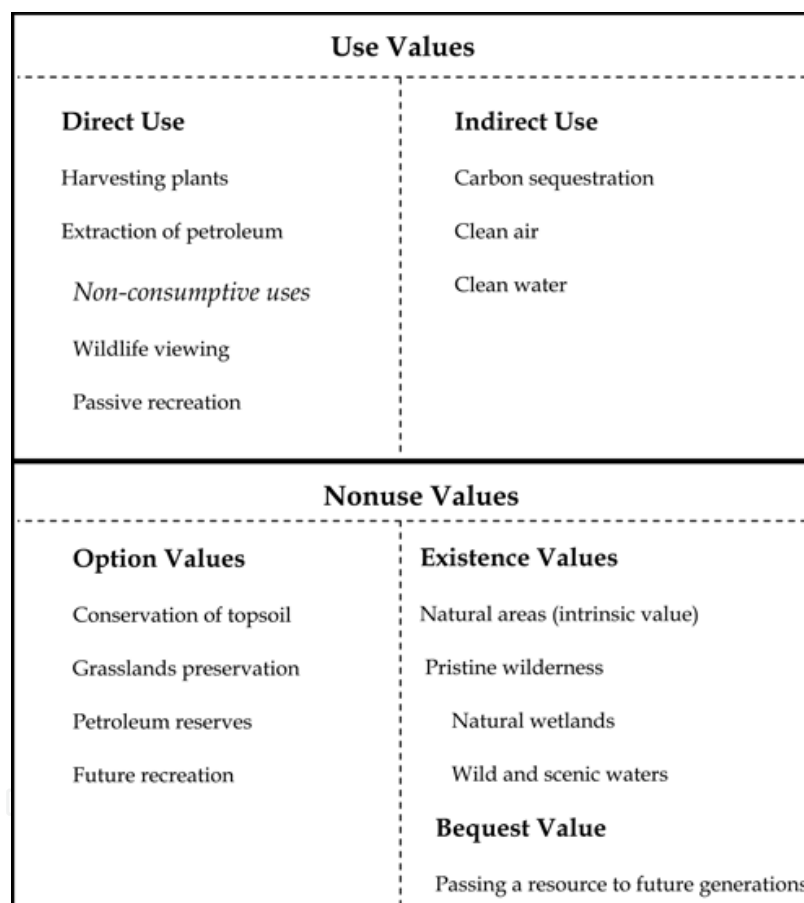 Use Values
Direct Use
Harvesting plants
Extraction of petroleum
Non-consumptive uses
Wildlife viewing
Passive recreation
Indirect Use
Carbon sequestration
Clean air
Clean water
Nonuse Values
Option Values
Conservation of topsoil
Grasslands preservation
Petroleum reserves
Future recreation
Existence Values
Natural areas (intrinsic value)
Pristine wilderness
Natural wetlands
Wild and scenic waters
Bequest Value
Passing a resource to future generations